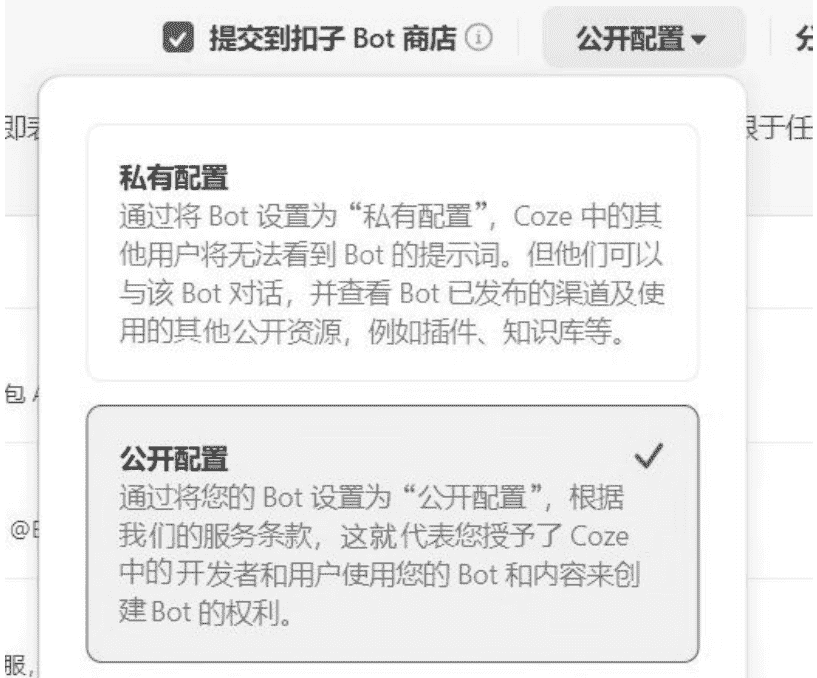 提交到扣子 Bot 商店
公开配置
私有配置
通过将 Bot 设置为“私有配置”，Coze 中的其
他用户将无法看到 Bot 的提示词。但他们可以
与该 Bot 对话，并查看 Bot 已发布的渠道及使
用的其他公开资源，例如插件、知识库等。
公开配置
通过将您的 Bot 设置为“公开配置”，根据
我们的服务条款，这就代表您授予了 Coze
中的开发者和用户使用您的 Bot 和内容来创
建 Bot 的权利。